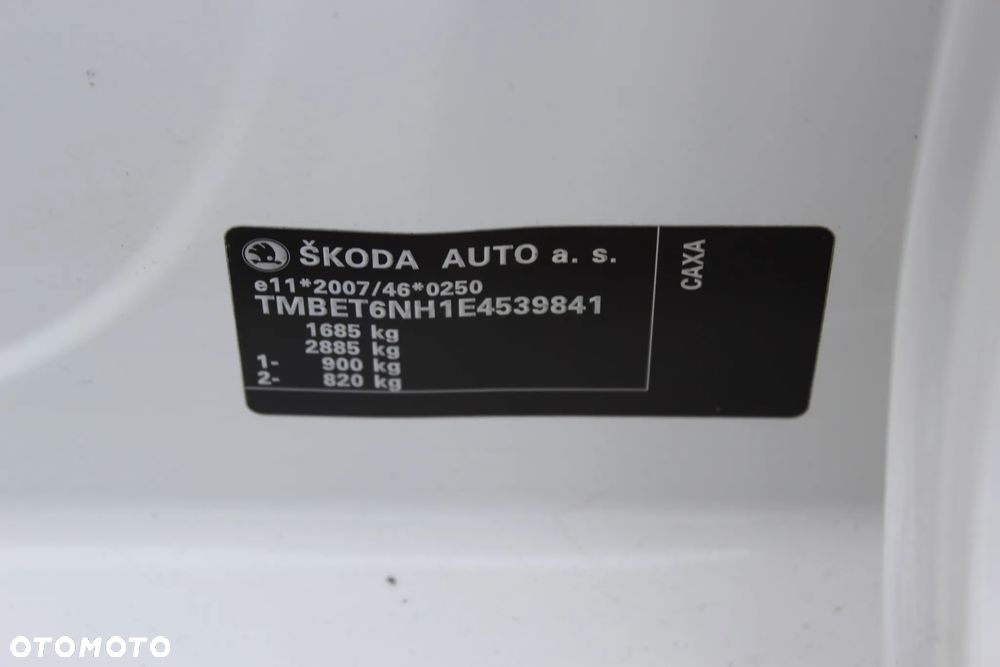 ŠKODA AUTO a. s.
e11*2007/46*0250
TMBET6NH1E4539841
1685 kg
2885 kg
1- 900 kg
2- 820 kg
CAXA
OTOMOTO